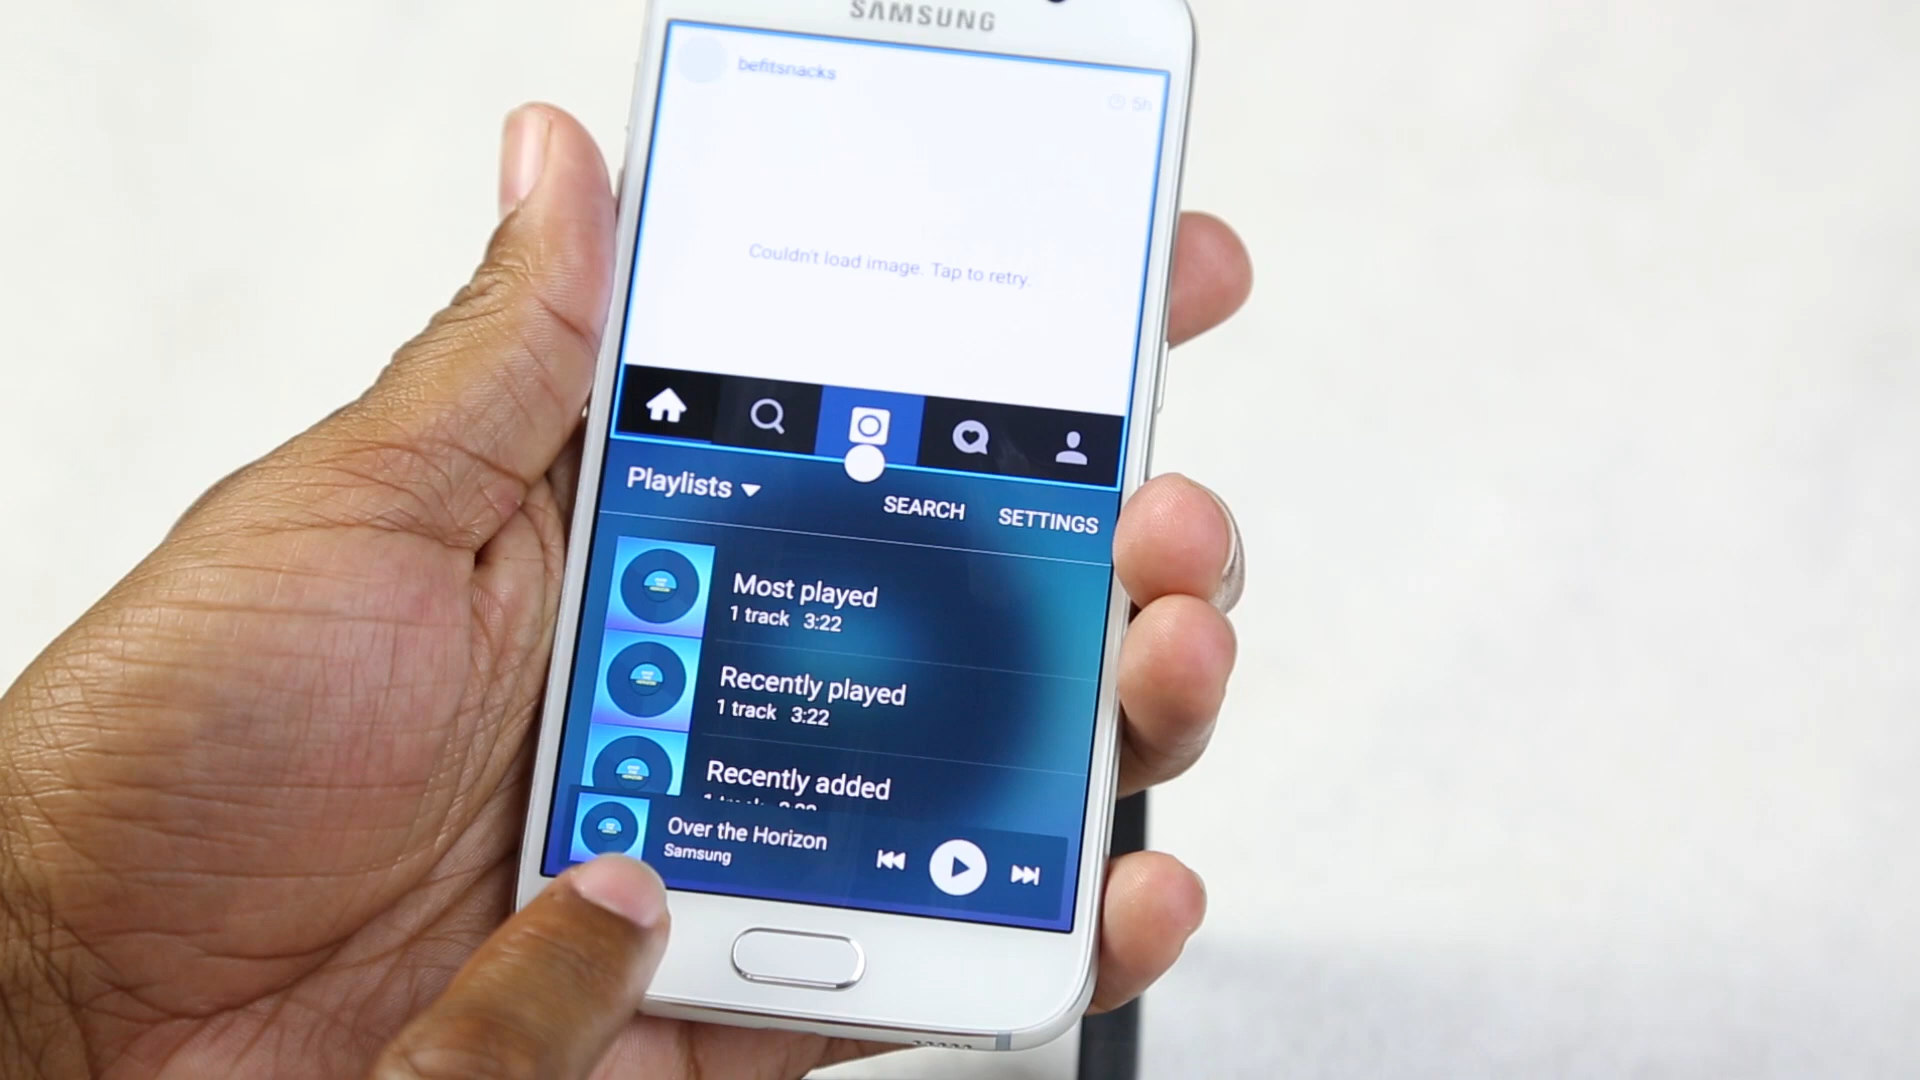 SAMSUNG
befitsnacks
5h
Couldn't load image. Tap to retry.
Playlists
SEARCH
SETTINGS
Most played
1 track 3:22
Recently played
1 track 3:22
Recently added
Over the Horizon
Samsung